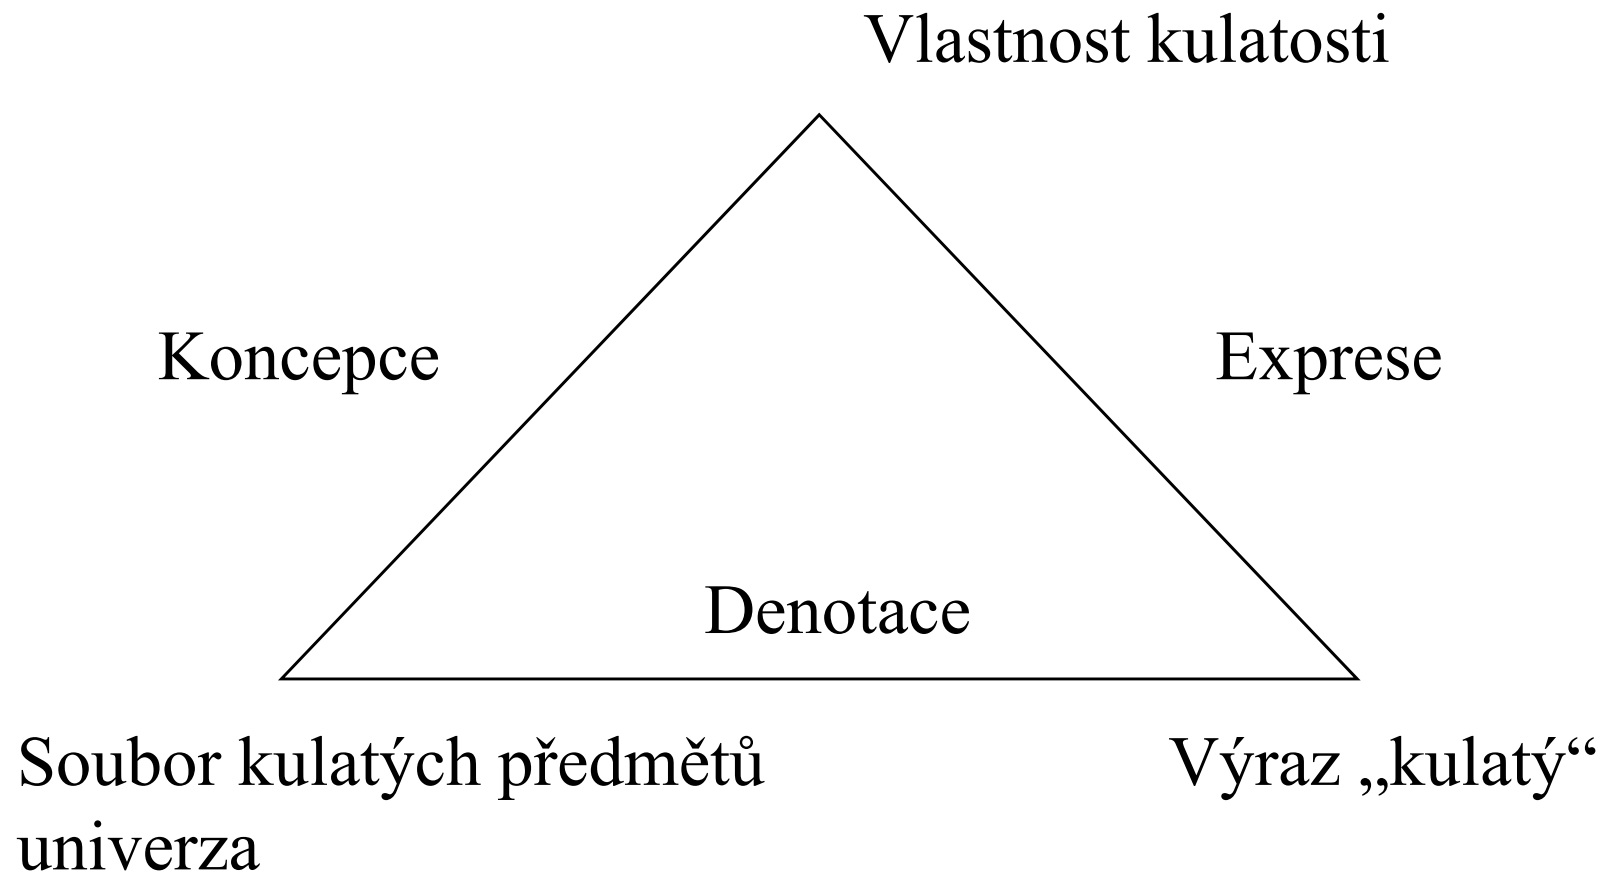 Vlastnost kulatosti
Koncepce
Exprese
Denotace
Soubor kulatých předmětů
univerza
Výraz „kulatý“